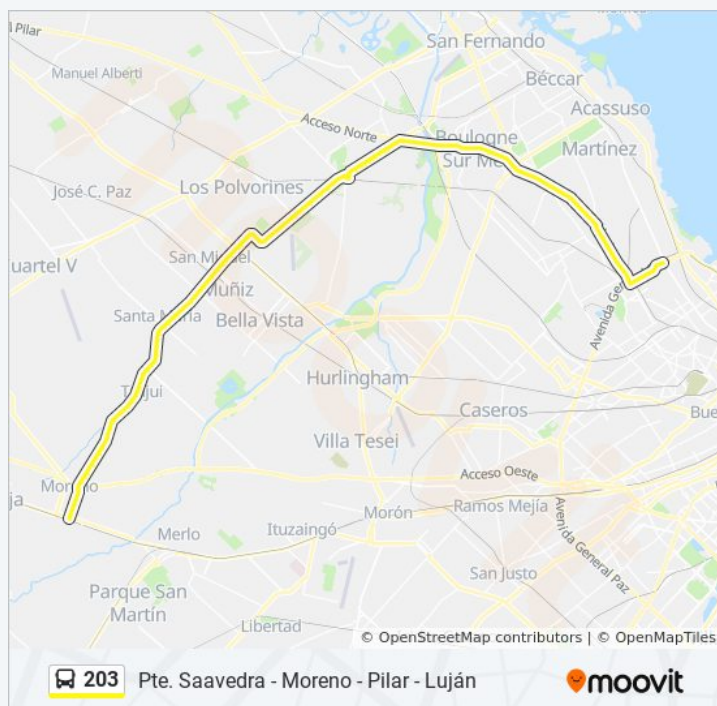 San Fernando
el Pilar
Manuel Alberti
Béccar
Acassuso
Acceso Norte
Boulogne
Sur Me
Martínez
José C. Paz
Los Polvorines
uartel V
San Miguel
Muñiz
Avenida Gene
Santa María
Bella Vista
Trujui
Hurlingham
Caseros
Bue
Villa Tesei
Moreno
Acceso Oeste
ja
Morón
Ramos Mejía
Merlo
Ituzaingó
Avenida General Paz
San Justo
Parque San
Martín
Libertad
© OpenStreetMap contributors | © OpenMapTiles
203 Pte. Saavedra - Moreno - Pilar - Luján
moovit